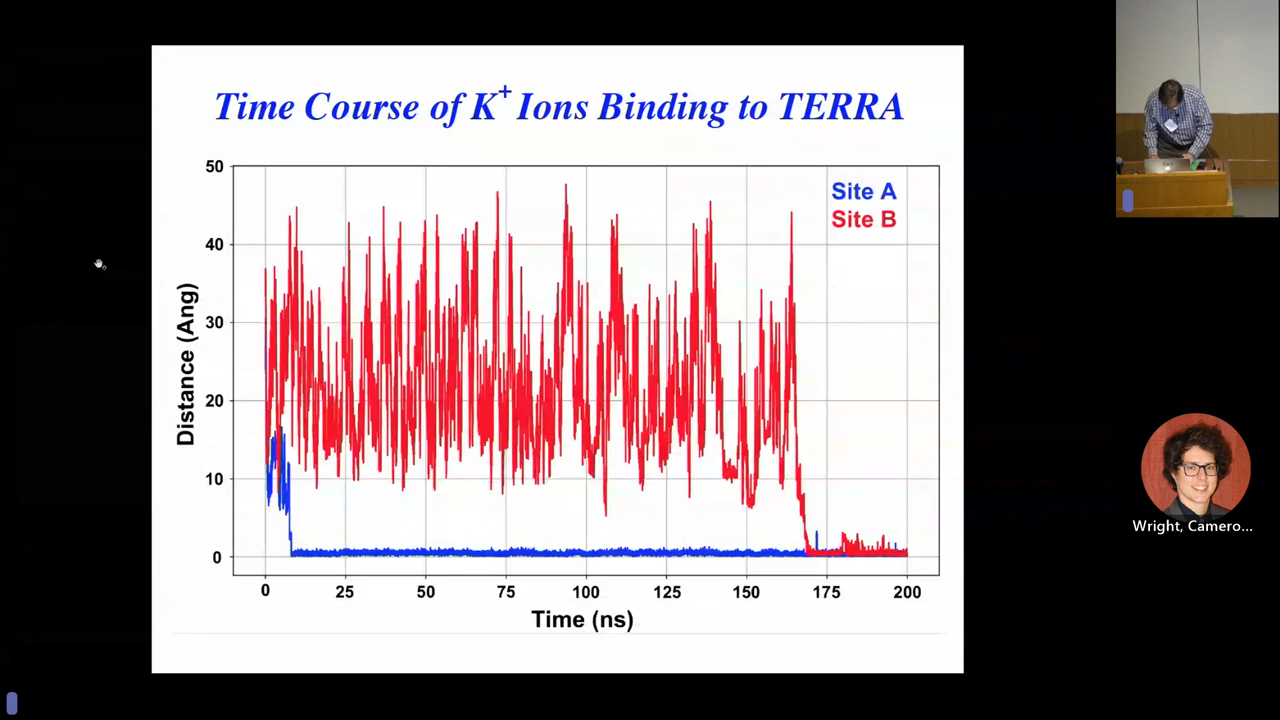 Time Course of K+ Ions Binding to TERRA
50
40
30
20
10
0
Distance (Ang)
Site A
Site B
0 25 50 75 100 125 150 175 200
Time (ns)
Wright, Camero...